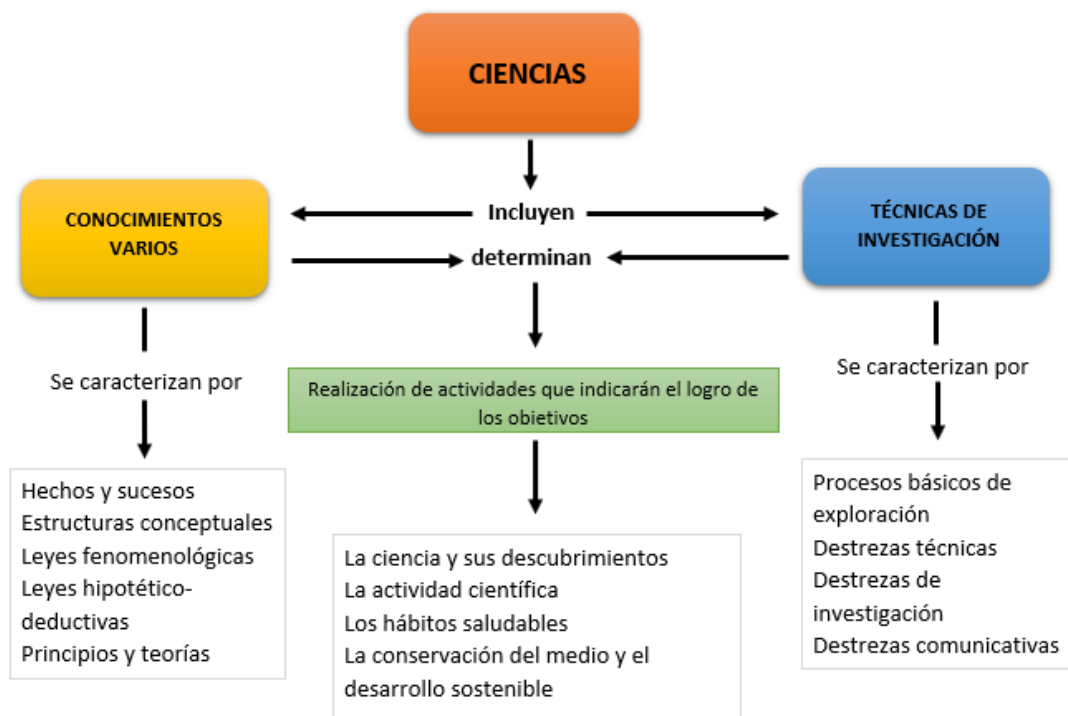 CIENCIAS
Incluyen
determinan
CONOCIMIENTOS
VARIOS
TÉCNICAS DE
INVESTIGACIÓN
Se caracterizan por
Hechos y sucesos
Estructuras conceptuales
Leyes fenomenológicas
Leyes hipotético-
deductivas
Principios y teorías
Realización de actividades que indicarán el logro de
los objetivos
La ciencia y sus descubrimientos
La actividad científica
Los hábitos saludables
La conservación del medio y el
desarrollo sostenible
Se caracterizan por
Procesos básicos de
exploración
Destrezas técnicas
Destrezas de
investigación
Destrezas comunicativas